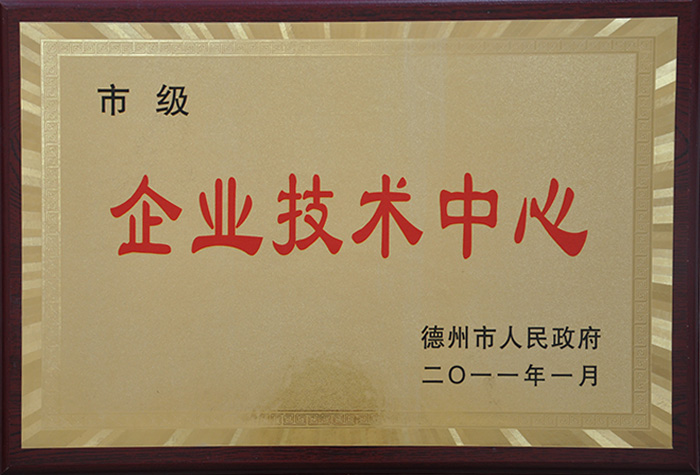 市级
企业技术中心
德州市人民政府
二〇一一年一月